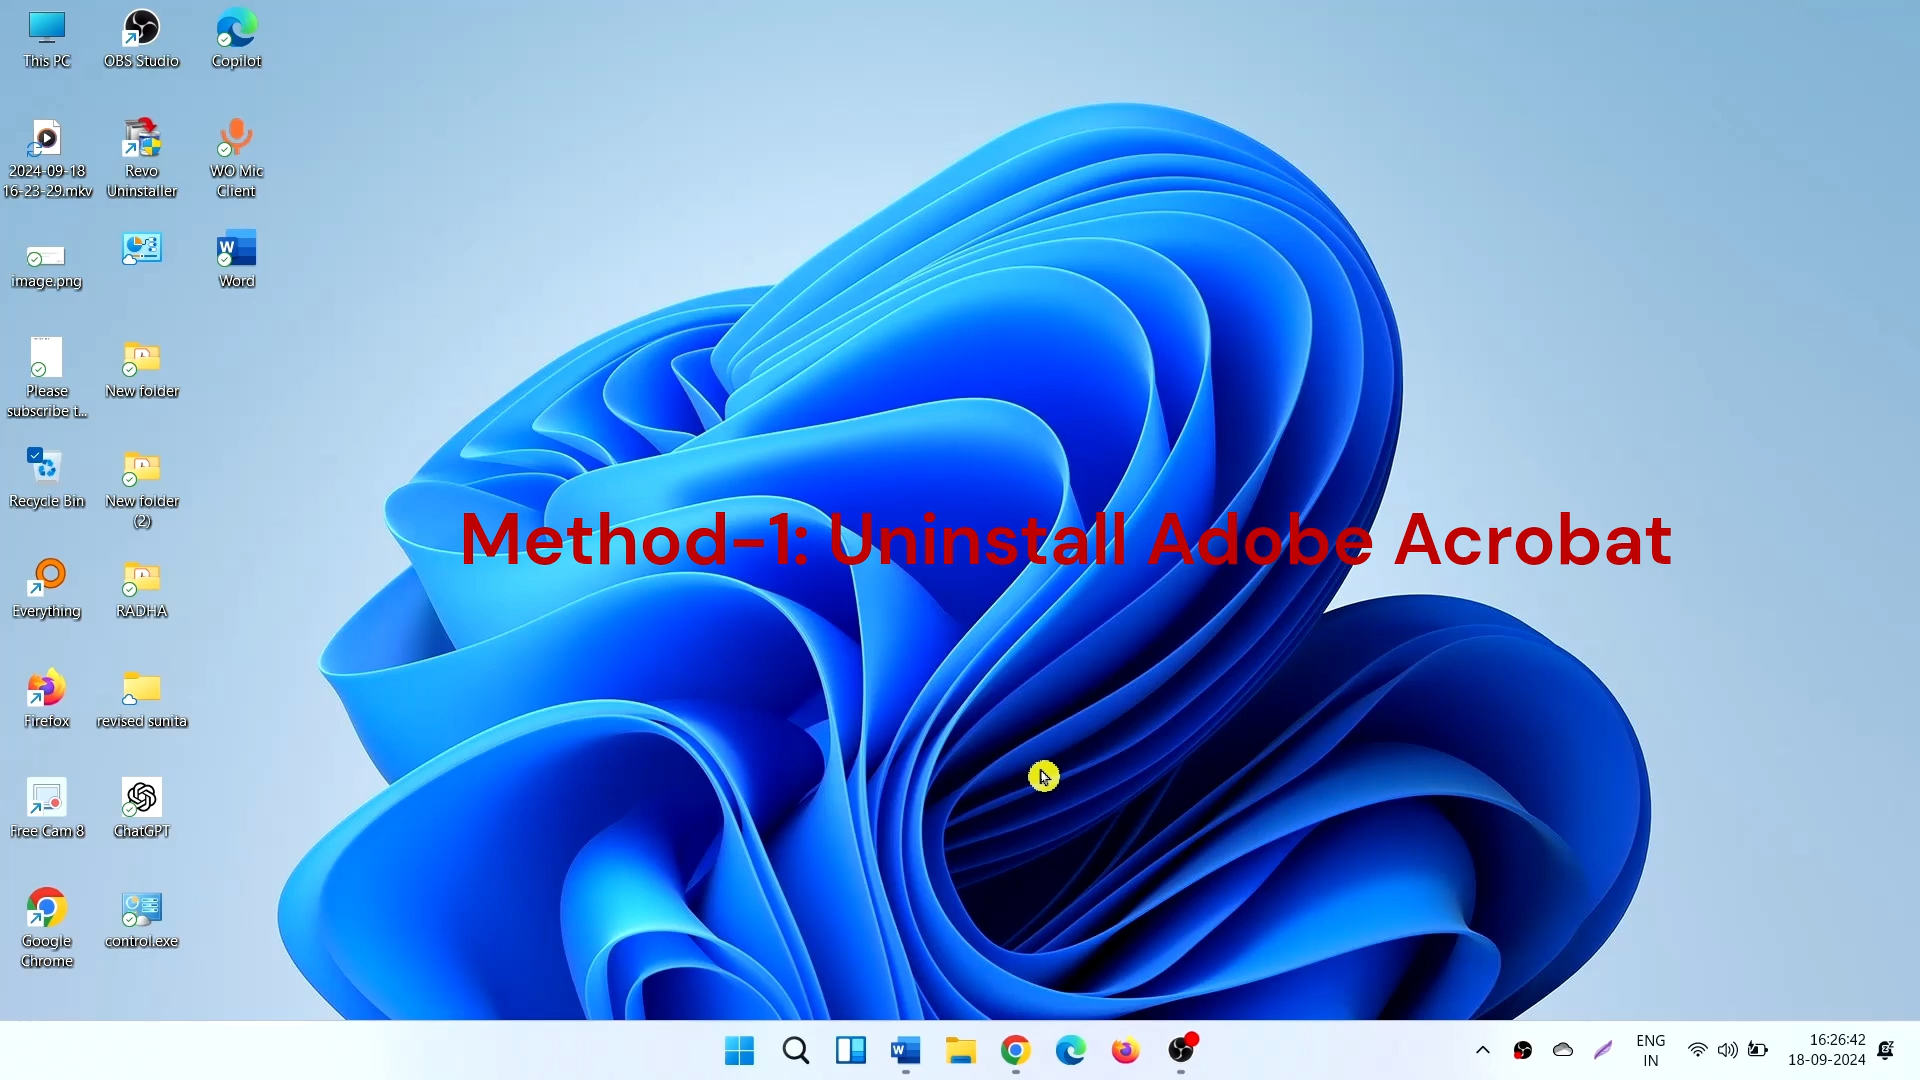 This PC
OBS Studio
Copilot
2024-09-18
16-23-29.mkv
Revo
Uninstaller
WO Mic
Client
image.png
Word
Please
subscribe t...
New folder
Recycle Bin
New folder
(2)
Method-1: Uninstall Adobe Acrobat
Everything
RADHA
Firefox
revised sunita
Free Cam 8
ChatGPT
Google
Chrome
control.exe
ENG
IN
16:26:42
18-09-2024